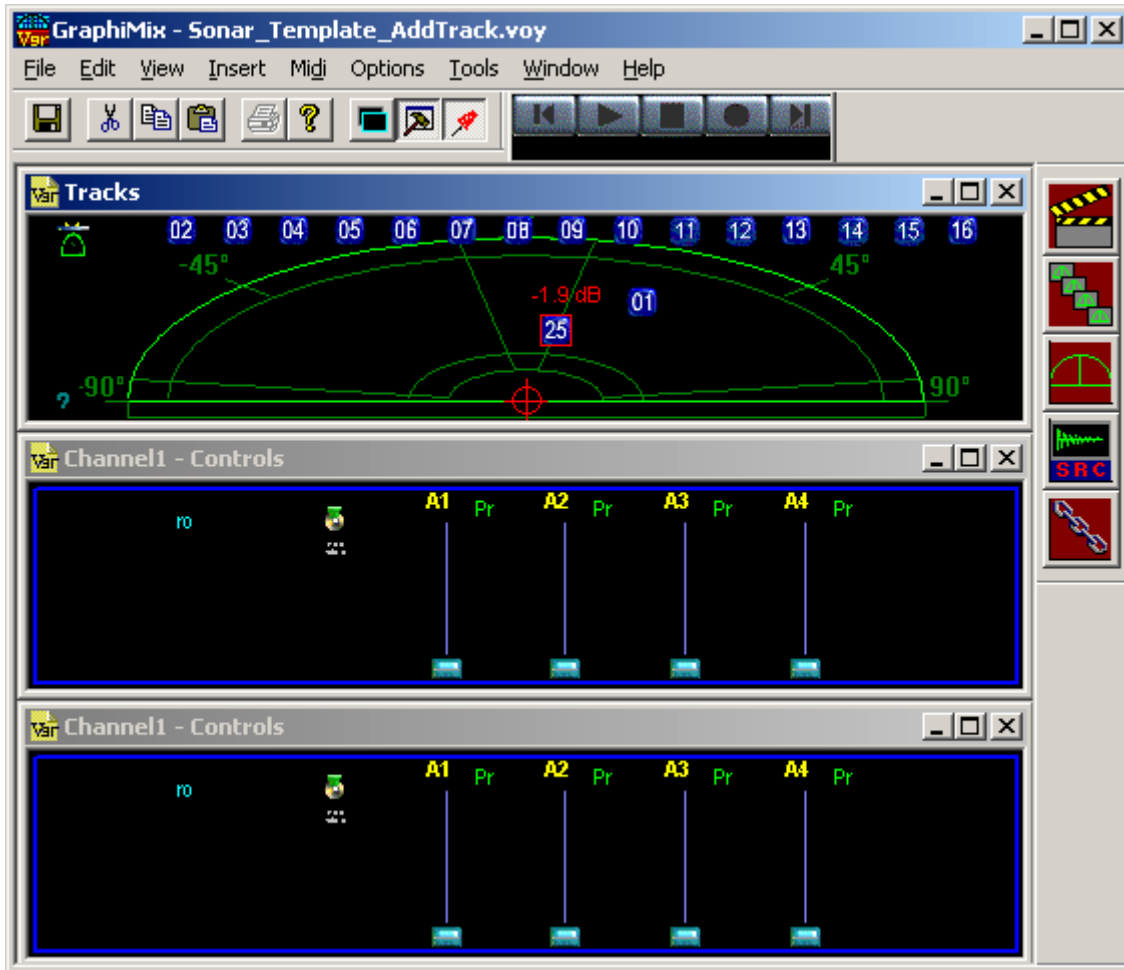 GraphiMix - Sonar_Template_AddTrack.voy
File Edit View Insert Midi Options Tools Window Help
Tracks
02 03 04 05 06 07 08 09 10 11 12 13 14 15 16
-45° 45°
-1.9 dB
01
25
-90° 90°
?
Channel1 - Controls
ro A1 Pr A2 Pr A3 Pr A4 Pr
SRC
Channel1 - Controls
ro A1 Pr A2 Pr A3 Pr A4 Pr